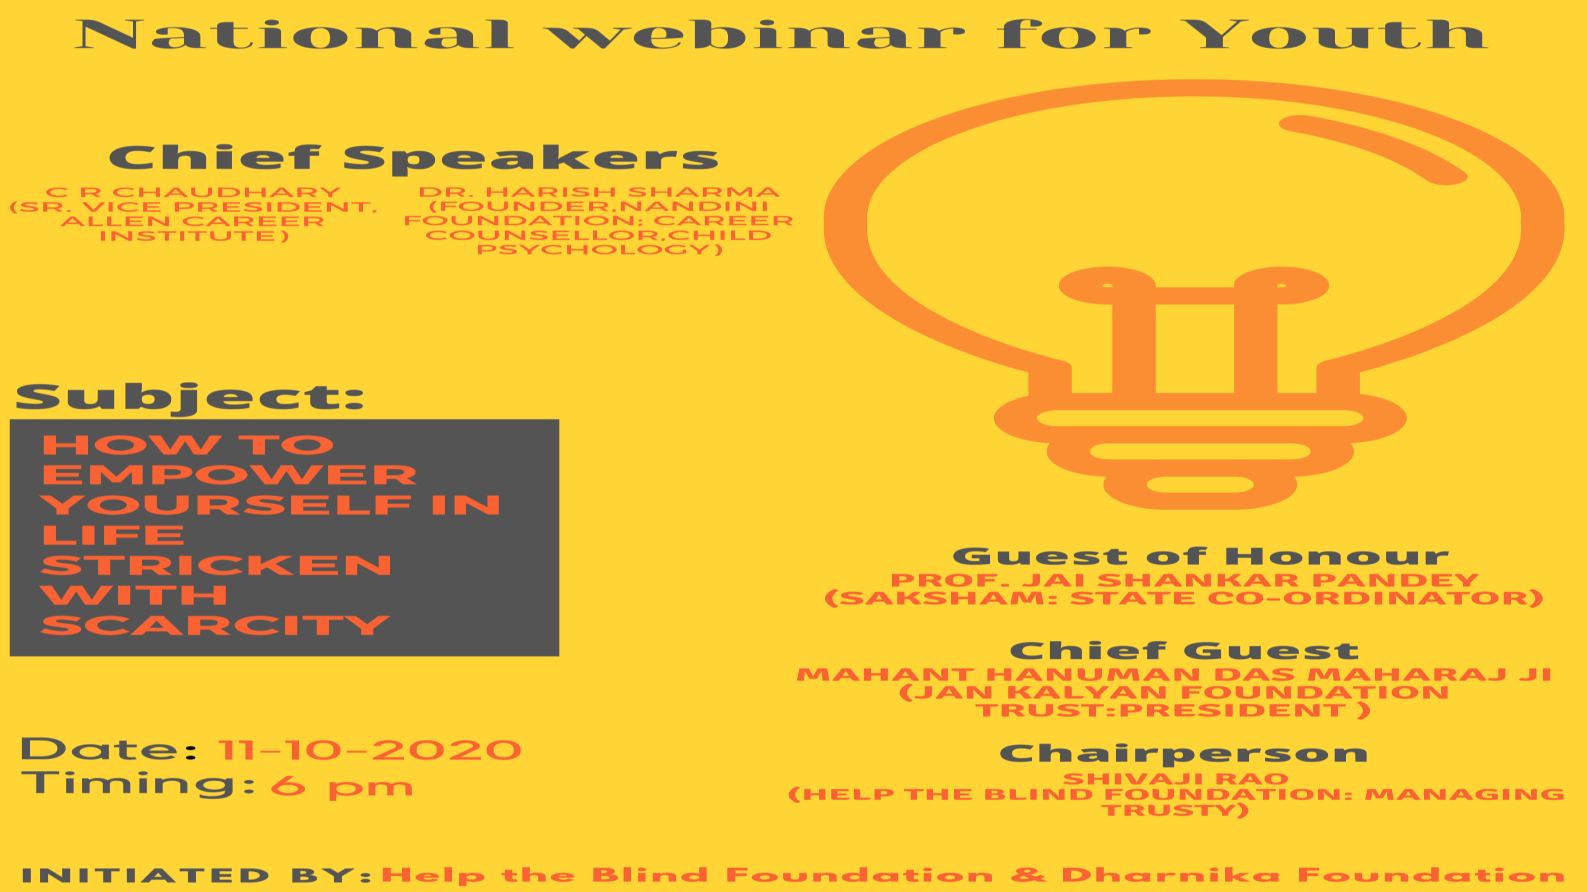 National webinar for Youth
Chief Speakers
C R CHAUDHARY
(SR. VICE PRESIDENT,
ALLEN CAREER
INSTITUTE)
DR. HARISH SHARMA
(FOUNDER,NANDINI
FOUNDATION; CAREER
COUNSELLOR,CHILD
PSYCHOLOGY)
Subject:
HOW TO
EMPOWER
YOURSELF IN
LIFE
STRICKEN
WITH
SCARCITY
Date: 11-10-2020
Timing: 6 pm
Guest of Honour
PROF. JAI SHANKAR PANDEY
(SAKSHAM: STATE CO-ORDINATOR)
Chief Guest
MAHANT HANUMAN DAS MAHARAJ JI
(JAN KALYAN FOUNDATION
TRUST:PRESIDENT )
Chairperson
SHIVAJI RAO
(HELP THE BLIND FOUNDATION: MANAGING
TRUSTY)
INITIATED BY: Help the Blind Foundation & Dharnika Foundation